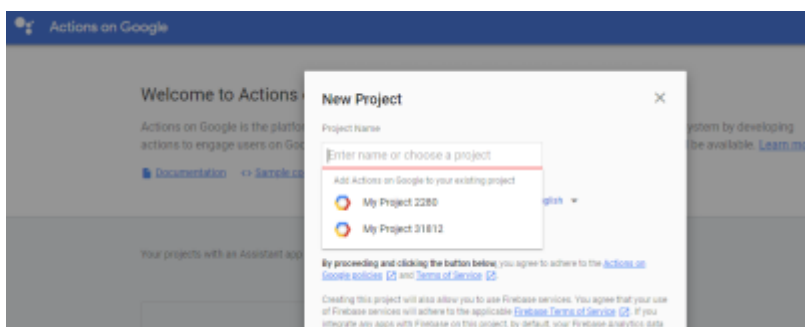 Actions on Google
Welcome to Actions
New Project
Actions on Google is the platfor
Project Name
ystem by developing
actions to engage users on Goo
Enter name or choose a project
be available. Learn mo
Documentation <> Sample co
Add Actions on Google to your existing project
My Project 2280
glish
My Project 31812
Your projects with an Assistant app
By proceeding and clicking the button below, you agree to adhere to the Actions on
Google policies and Terms of Service.
Creating this project will also allow you to use Firebase services. You agree that your use
of Firebase services will adhere to the applicable Firebase Terms of Service. If you
integrate any apps with Firebase on this project, by default, your Firebase analytics data